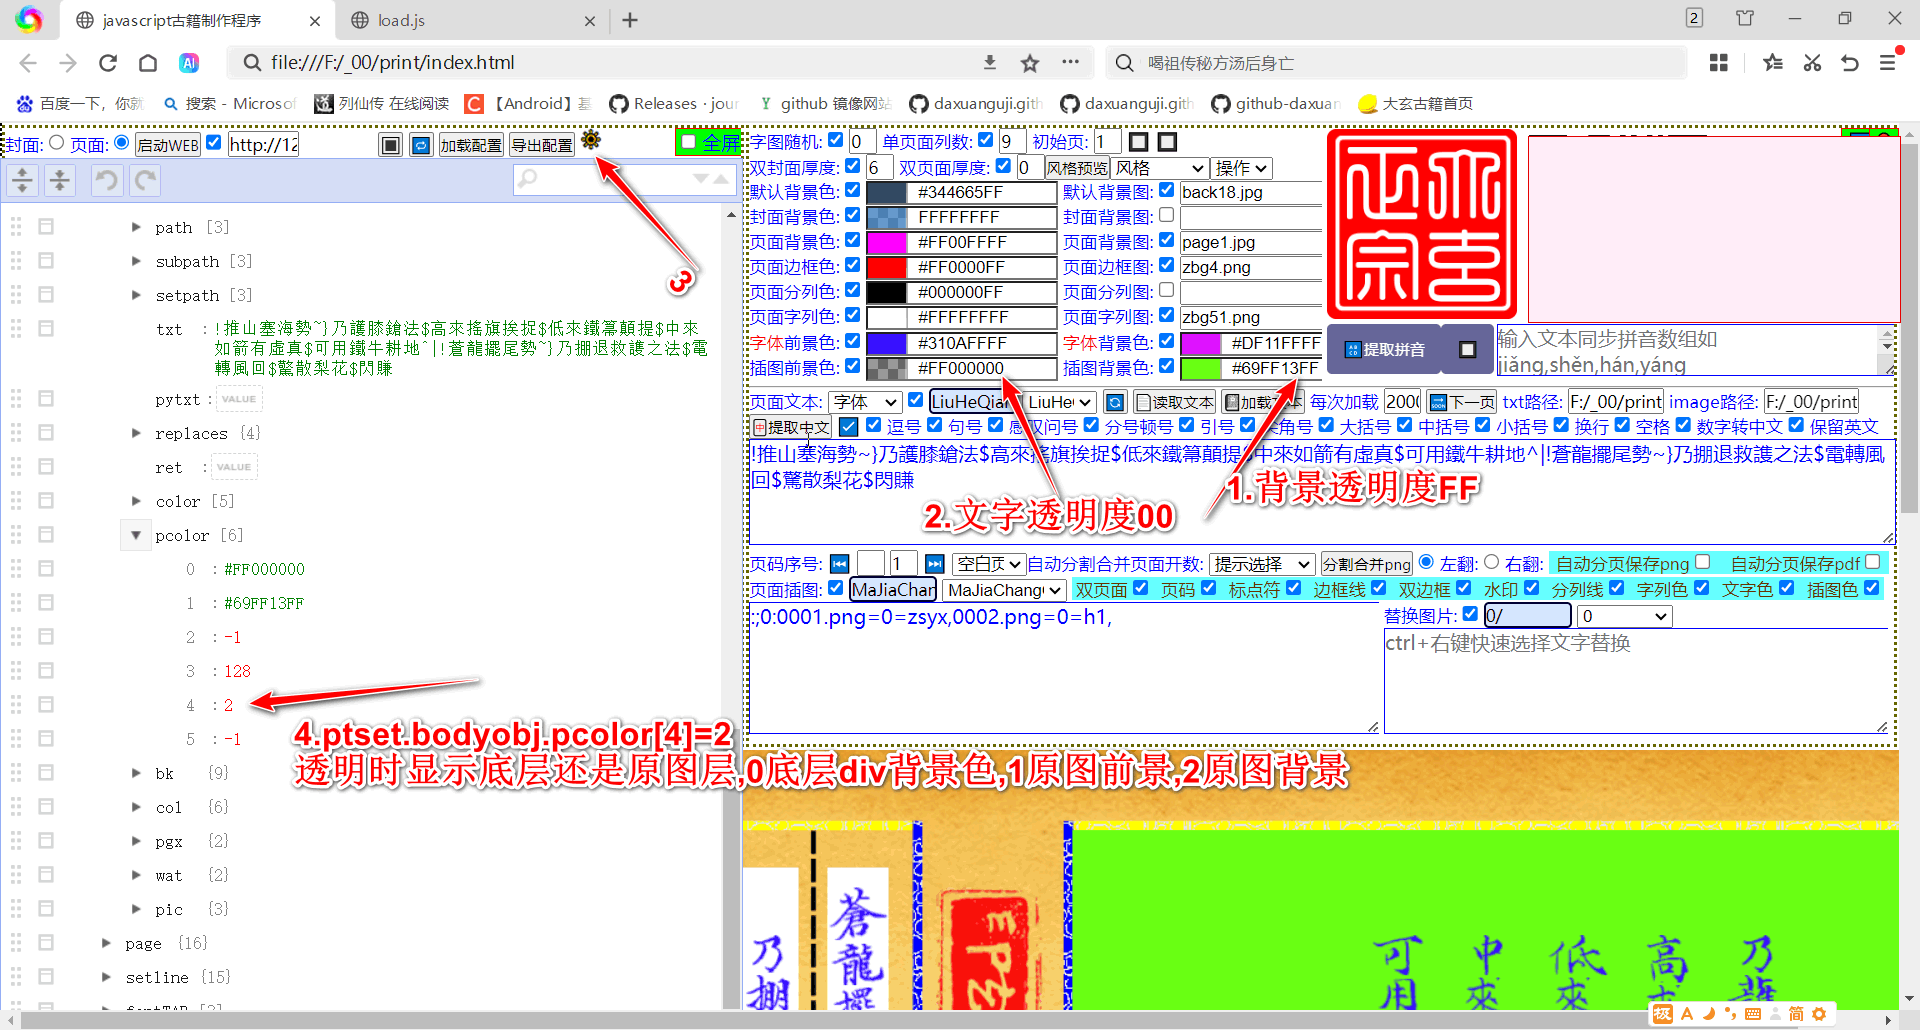 javascript古籍制作程序
load.js
2
file:///F:/_00/print/index.html
喝祖传秘方汤后身亡
百度一下，你就
搜索 - Microsof
列仙传 在线阅读
【Android】基
Releases · jour
github 镜像网站
daxuanguji.gith
daxuanguji.gith
github-daxuan
大玄古籍首页
封面: 页面: 启动WEB http://12 加载配置 导出配置 全屏
path [3]
subpath [3]
setpath [3]
txt :!推山塞海勢~}乃護膝鎗法$高來搖旗挨捉$低來鐵篙顛提$中來
如箭有虛真$可用鐵牛耕地^|!蒼龍擺尾勢~}乃掤退救護之法$電
轉風回$驚散梨花$閃賺
pytxt : VALUE
replaces {4}
ret : VALUE
color [5]
pcolor [6]
0 :#FF000000
1 :#69FF13FF
2 :-1
3 :128
4 :2
5 :-1
bk {9}
col {6}
pgx {2}
wat {2}
pic {3}
page {16}
setline {15}
字图随机: 0 单页面列数: 9 初始页: 1
双封面厚度: 6 双页面厚度: 0 风格预览 风格 操作
默认背景色: #344665FF 默认背景图: back18.jpg
封面背景色: FFFFFFFF 封面背景图:
页面背景色: #FF00FFFF 页面背景图: page1.jpg
页面边框色: #FF0000FF 页面边框图: zbg4.png
页面分列色: #000000FF 页面分列图:
页面字列色: #FFFFFFFF 页面字列图: zbg51.png
字体前景色: #310AFFFF 字体背景色: #DF11FFFF
插图前景色: #FF000000 插图背景色: #69FF13FF
提取拼音
输入文本同步拼音数组如
jiǎng,shěn,hán,yáng
页面文本: 字体 LiuHeQian LiuHe 读取文本 加载文本 每次加载 2000 下一页 txt路径: F:/_00/print image路径: F:/_00/print
提取中文 逗号 句号 感叹问号 分号顿号 引号 尖角号 大括号 中括号 小括号 换行 空格 数字转中文 保留英文
!推山塞海勢~}乃護膝鎗法$高來搖旗挨捉$低來鐵篙顛提$中來如箭有虛真$可用鐵牛耕地^|!蒼龍擺尾勢~}乃掤退救護之法$電轉風
回$驚散梨花$閃賺
页码序号: 1 空白页 自动分割合并页面开数: 提示选择 分割合并png 左翻: 右翻: 自动分页保存png 自动分页保存pdf
页面插图: MaJiaChan MaJiaChang 双页面 页码 标点符 边框线 双边框 水印 分列线 字列色 文字色 插图色
:;0:0001.png=0=zsyx,0002.png=0=h1,
替换图片: 0/ 0
ctrl+右键快速选择文字替换
3
1.背景透明度FF
2.文字透明度00
4.ptset.bodyobj.pcolor[4]=2
透明时显示底层还是原图层,0底层div背景色,1原图前景,2原图背景
乃護
高來
低來
中來
可用
蒼龍擺
乃掤
简